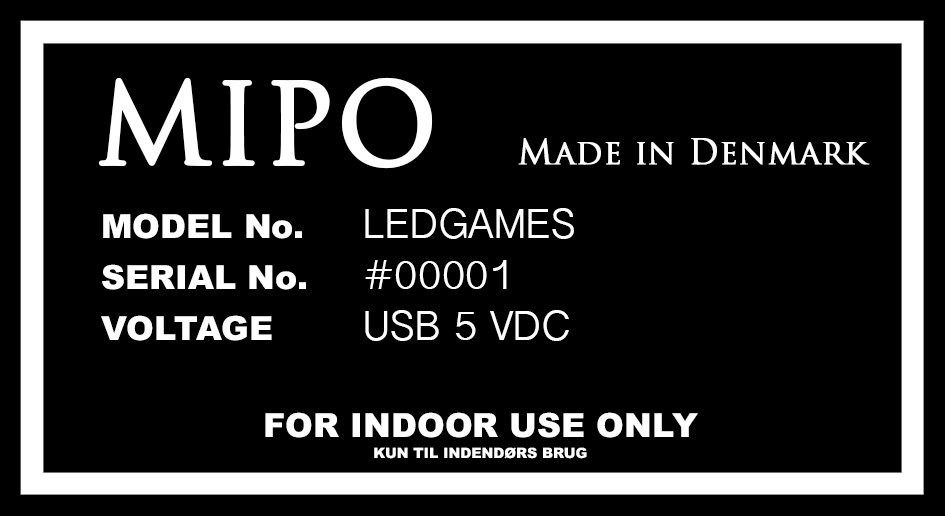 MIPO Made in Denmark
MODEL No. LEDGAMES
SERIAL No. #00001
VOLTAGE USB 5 VDC
FOR INDOOR USE ONLY
KUN TIL INDENDØRS BRUG